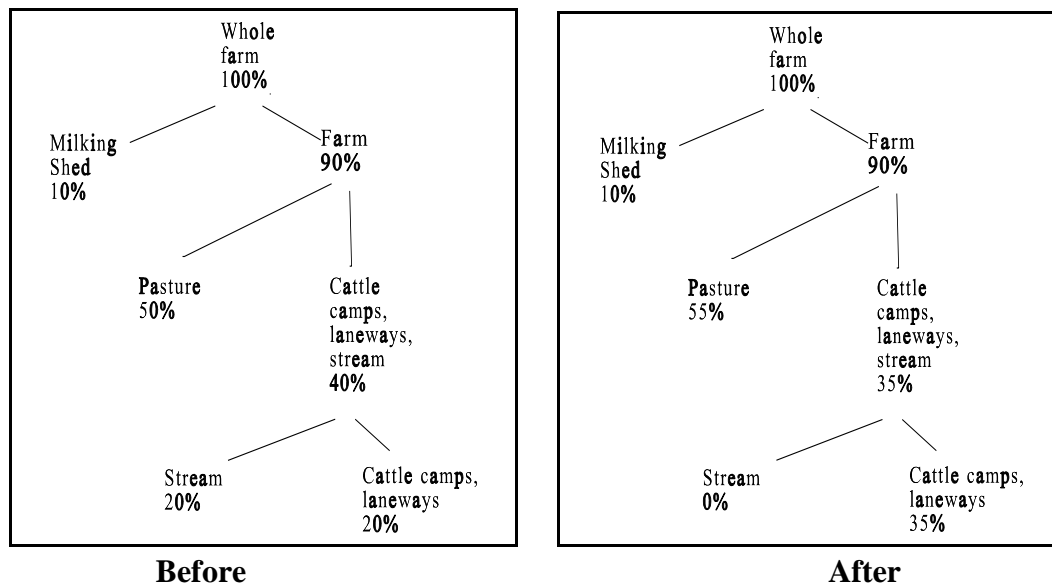 Whole
farm
100%
Milking
Shed
10%
Farm
90%
Pasture
50%
Cattle
camps,
laneways,
stream
40%
Stream
20%
Cattle camps,
laneways
20%
Before
Whole
farm
100%
Milking
Shed
10%
Farm
90%
Pasture
55%
Cattle
camps,
laneways,
stream
35%
Stream
0%
Cattle camps,
laneways
35%
After